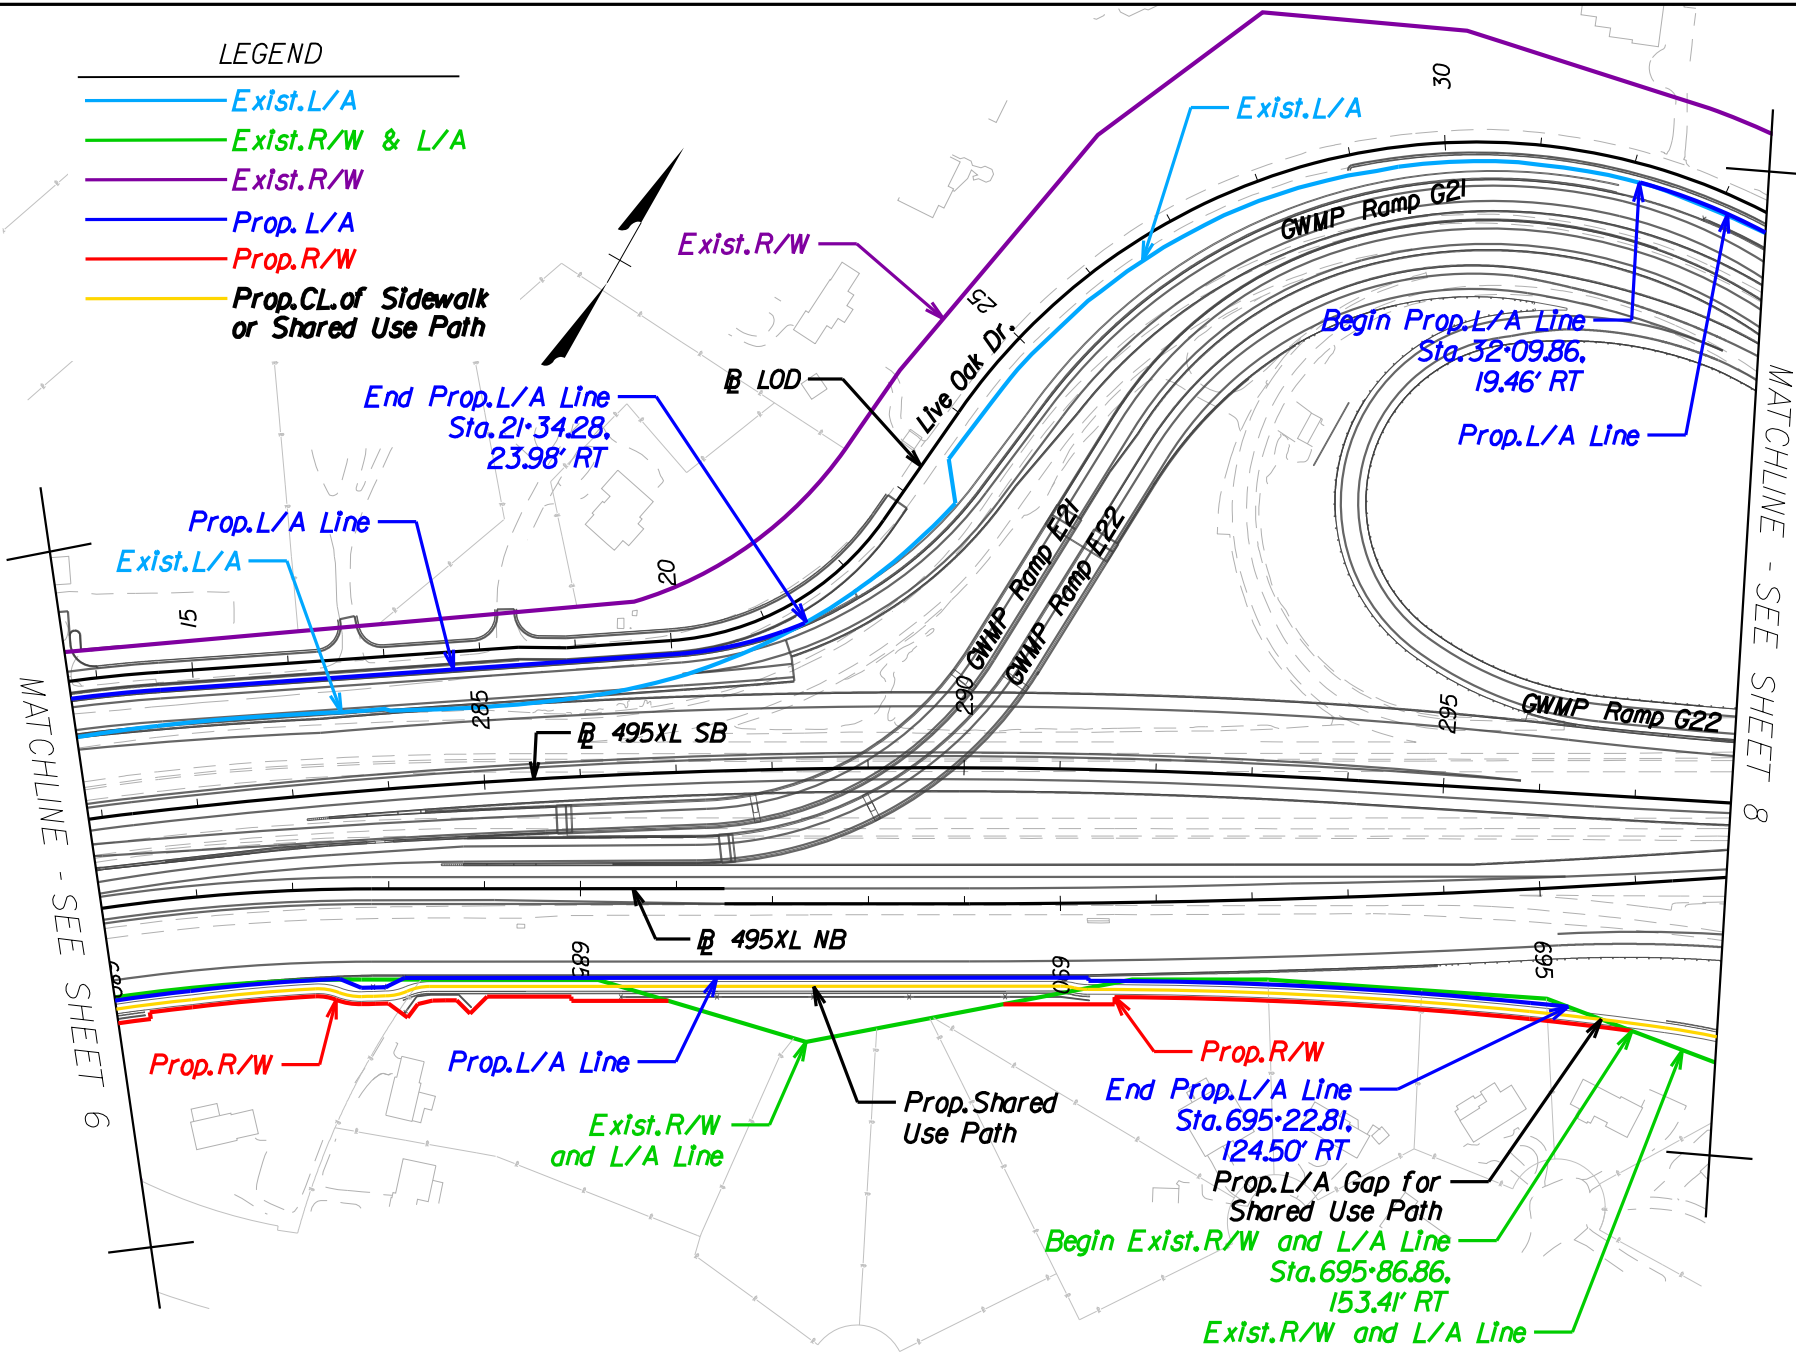 LEGEND
Exist. L/A
Exist. R/W & L/A
Exist. R/W
Prop. L/A
Prop. R/W
Prop. CL. of Sidewalk
or Shared Use Path
30
Exist. L/A
GWMP Ramp G21
Exist. R/W
25
Live Oak Dr.
Begin Prop. L/A Line
Sta. 32+09.86,
19.46' RT
Prop. L/A Line
BL LOD
End Prop. L/A Line
Sta. 21+34.28,
23.98' RT
Prop. L/A Line
Exist. L/A
15
20
GWMP Ramp E21
GWMP Ramp E22
285
290
295
GWMP Ramp G22
BL 495XL SB
BL 495XL NB
MATCHLINE - SEE SHEET 6
MATCHLINE - SEE SHEET 8
680
685
690
695
Prop. R/W
Prop. L/A Line
Exist. R/W
and L/A Line
Prop. Shared
Use Path
Prop. R/W
End Prop. L/A Line
Sta. 695+22.81,
124.50' RT
Prop. L/A Gap for
Shared Use Path
Begin Exist. R/W and L/A Line
Sta. 695+86.86,
153.41' RT
Exist. R/W and L/A Line